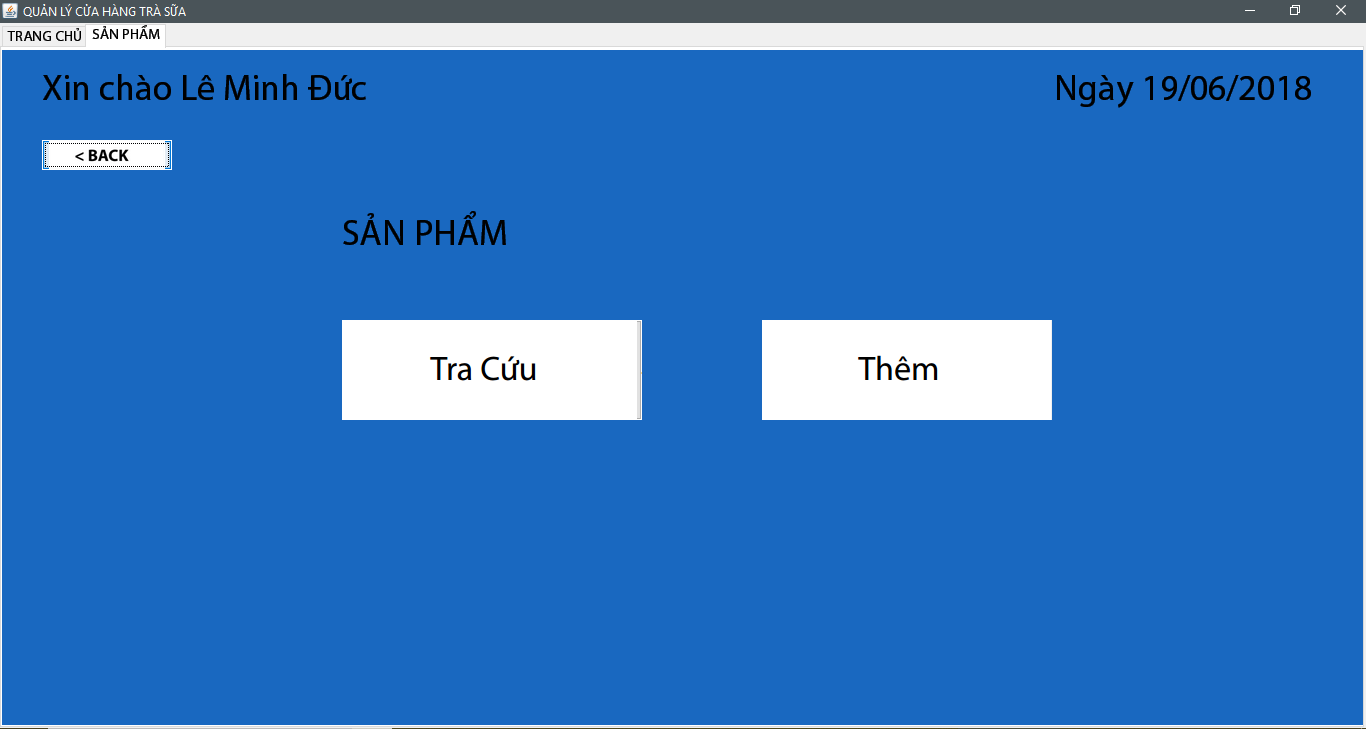 QUẢN LÝ CỬA HÀNG TRÀ SỮA
TRANG CHỦ SẢN PHẨM
Xin chào Lê Minh Đức Ngày 19/06/2018
< BACK
SẢN PHẨM
Tra Cứu Thêm